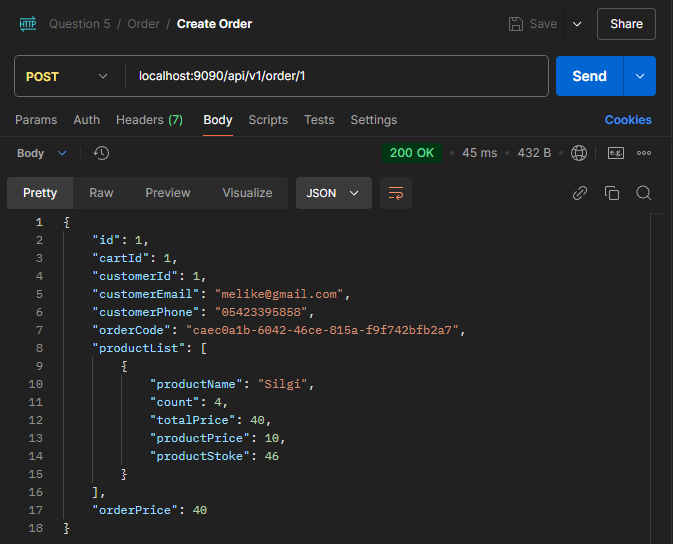 HTTP Question 5 / Order / Create Order Save Share
POST localhost:9090/api/v1/order/1 Send
Params Auth Headers (7) Body Scripts Tests Settings Cookies
Body 200 OK 45 ms 432 B e.g.
Pretty Raw Preview Visualize JSON
1 {
2 "id": 1,
3 "cartId": 1,
4 "customerId": 1,
5 "customerEmail": "melike@gmail.com",
6 "customerPhone": "05423395858",
7 "orderCode": "caec0a1b-6042-46ce-815a-f9f742bfb2a7",
8 "productList": [
9 {
10 "productName": "Silgi",
11 "count": 4,
12 "totalPrice": 40,
13 "productPrice": 10,
14 "productStoke": 46
15 }
16 ],
17 "orderPrice": 40
18 }